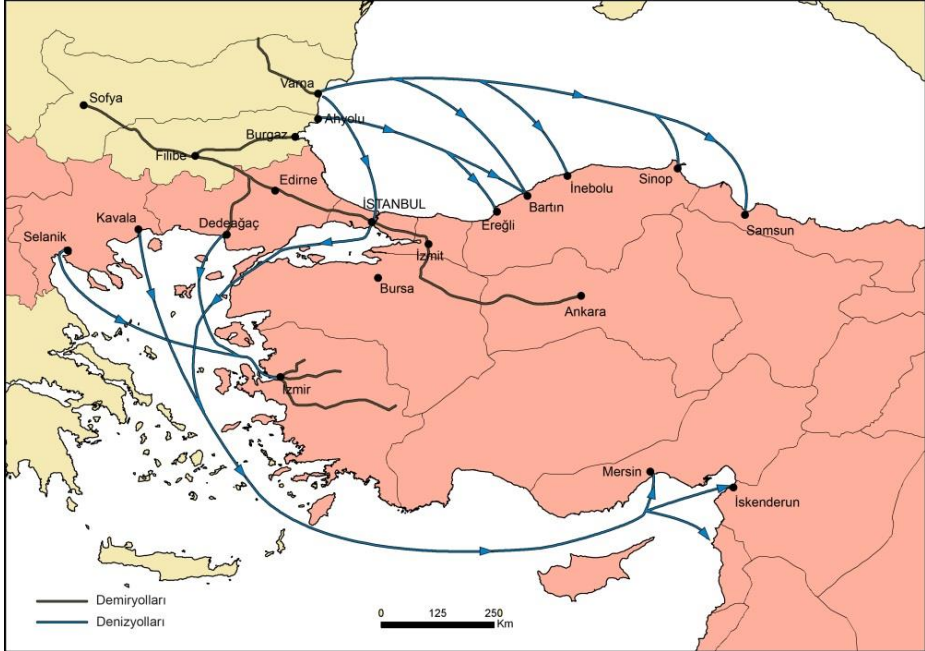 Varna
Sofya
Ahyolu
Burgaz
Filibe
Edirne
Sinop
İnebolu
Bartın
Kavala
İSTANBUL
Ereğli
Samsun
Dedeağaç
Selanik
İzmit
Bursa
Ankara
İzmir
Mersin
İskenderun
Demiryolları
Denizyolları
0 125 250
Km